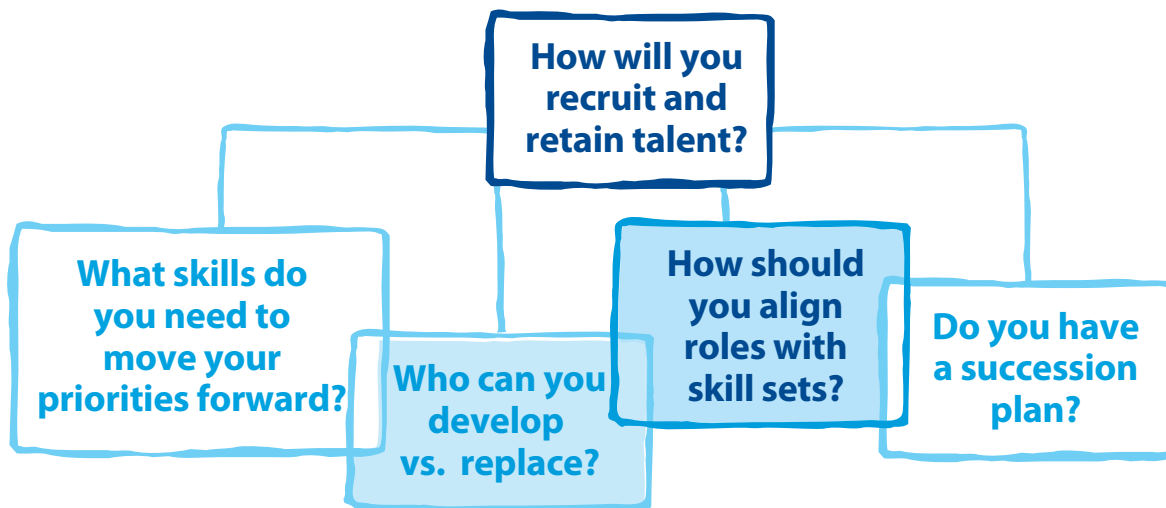 How will you
recruit and
retain talent?
What skills do
you need to
move your
priorities forward?
Who can you
develop
vs. replace?
How should
you align
roles with
skill sets?
Do you have
a succession
plan?